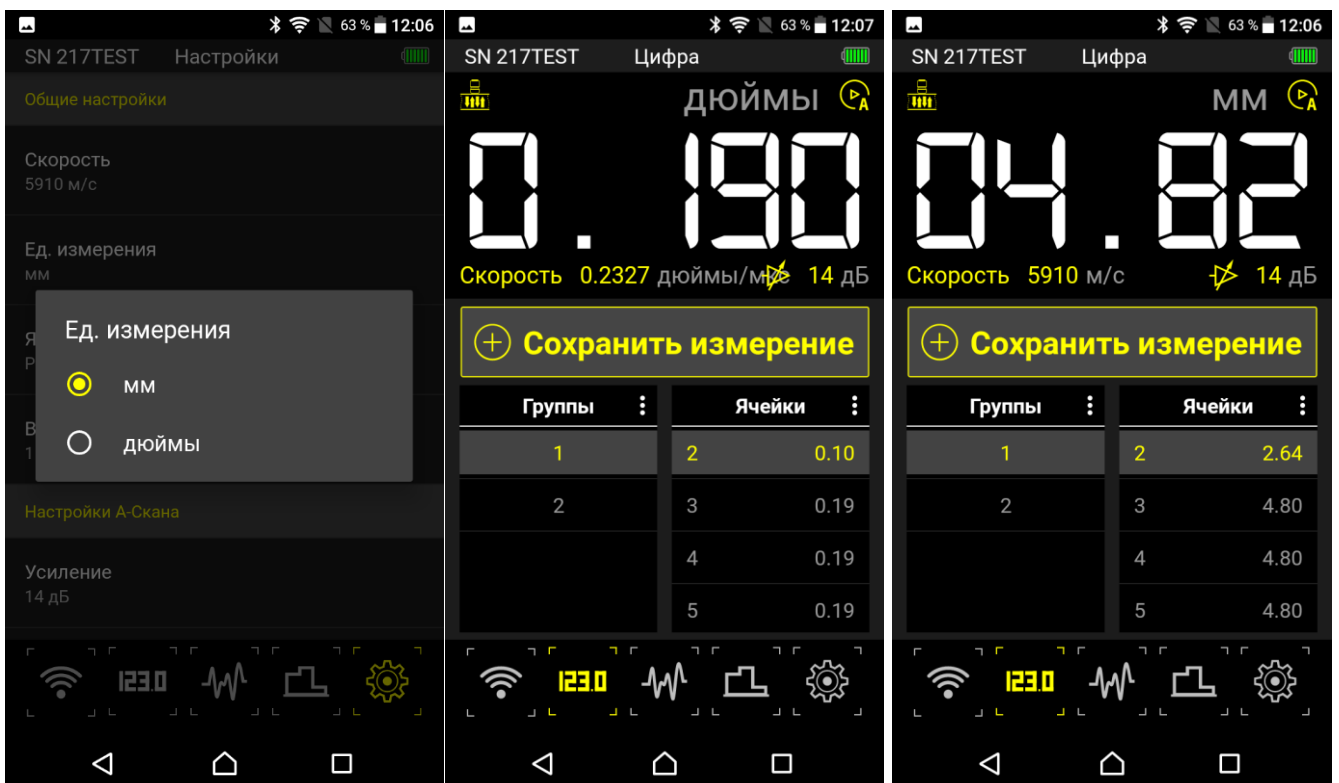 63 % 12:06
SN 217TEST Настройки
Общие настройки
Скорость
5910 м/с
Ед. измерения
мм
Я
P
В
1
Ед. измерения
мм
дюймы
Настройки А-Скана
Усиление
14 дБ
123.0
63 % 12:07
SN 217TEST Цифра
дюймы A
0.190
Скорость 0.2327 дюймы/мкс 14 дБ
Сохранить измерение
Группы Ячейки
1 2 0.10
2 3 0.19
4 0.19
5 0.19
123.0
63 % 12:06
SN 217TEST Цифра
мм A
04.82
Скорость 5910 м/с 14 дБ
Сохранить измерение
Группы Ячейки
1 2 2.64
2 3 4.80
4 4.80
5 4.80
123.0